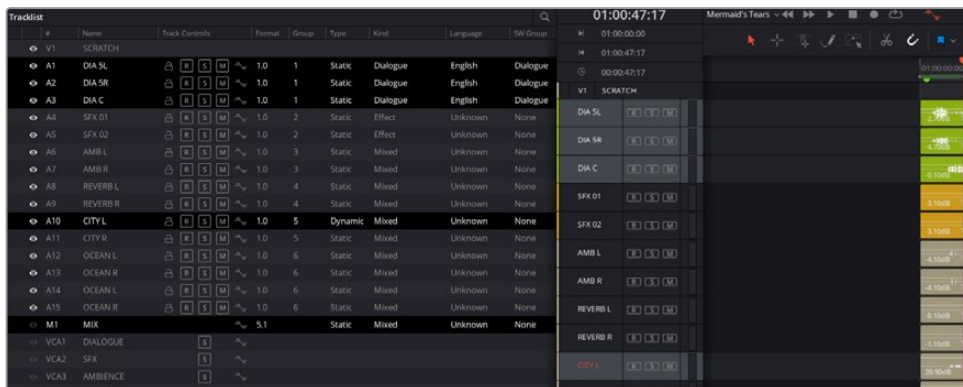 Tracklist
# Name Track Controls Format Group Type Kind Language SW Group
V1 SCRATCH
A1 DIA 5L R S M 1.0 1 Static Dialogue English Dialogue
A2 DIA 5R R S M 1.0 1 Static Dialogue English Dialogue
A3 DIA C R S M 1.0 1 Static Dialogue English Dialogue
A4 SFX 01 R S M 1.0 2 Static Effect Unknown None
A5 SFX 02 R S M 1.0 2 Static Effect Unknown None
A6 AMB L R S M 1.0 3 Static Mixed Unknown None
A7 AMB R R S M 1.0 3 Static Mixed Unknown None
A8 REVERB L R S M 1.0 4 Static Mixed Unknown None
A9 REVERB R R S M 1.0 4 Static Mixed Unknown None
A10 CITY L R S M 1.0 5 Dynamic Mixed Unknown None
A11 CITY R R S M 1.0 5 Static Mixed Unknown None
A12 OCEAN L R S M 1.0 6 Static Mixed Unknown None
A13 OCEAN R R S M 1.0 6 Static Mixed Unknown None
A14 OCEAN L R S M 1.0 6 Static Mixed Unknown None
A15 OCEAN R R S M 1.0 6 Static Mixed Unknown None
M1 MIX 5.1 Static Mixed Unknown None
VCA1 DIALOGUE S
VCA2 SFX S
VCA3 AMBIENCE S
01:00:47:17 Mermaid's Tears
01:00:00:00
01:00:47:17
00:00:47:17
01:00:00:00
V1 SCRATCH
DIA 5L R S M
DIA 5R R S M -4.10dB
DIA C R S M -0.10dB
SFX 01 R S M -3.10dB
SFX 02 R S M -3.10dB
AMB L R S M -4.10dB
AMB R R S M -4.10dB
REVERB L R S M -0.10dB
REVERB R R S M -1.10dB
CITY L R S M 20.90dB